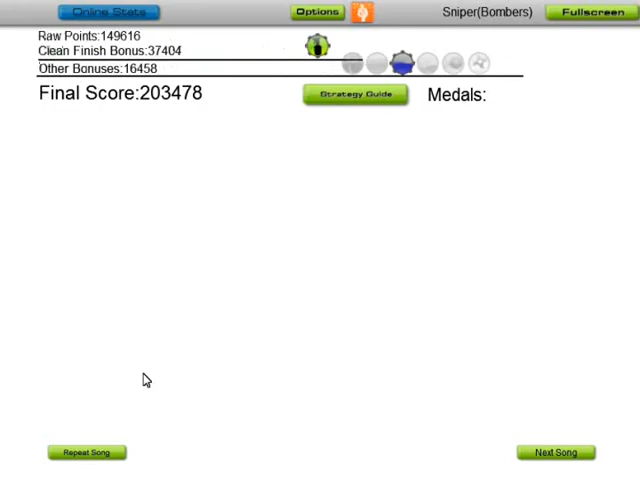 Online Stats
Options
Sniper(Bombers)
Fullscreen
Raw Points:149616
Clean Finish Bonus:37404
Other Bonuses:16458
Final Score:203478
Strategy Guide
Medals:
Repeat Song
Next Song